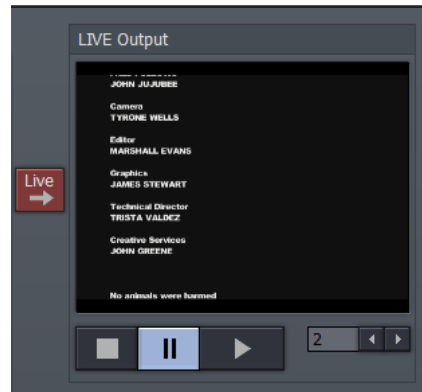 LIVE Output
JOHN JUJUBEE
Camera
TYRONE WELLS
Editor
MARSHALL EVANS
Live
Graphics
JAMES STEWART
Technical Director
TRISTA VALDEZ
Creative Services
JOHN GREENE
No animals were harmed
2